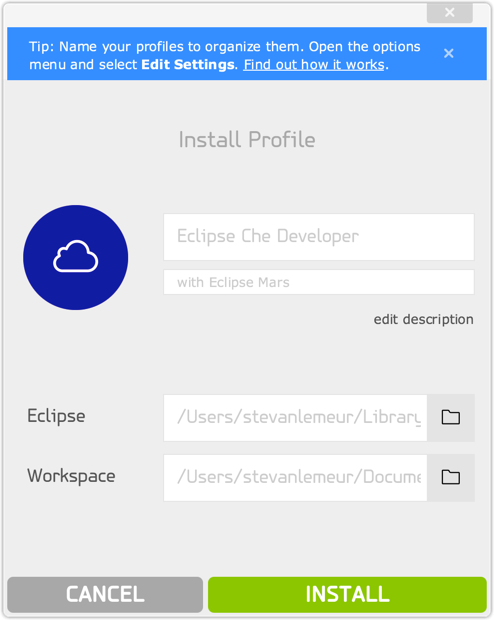 Tip: Name your profiles to organize them. Open the options
menu and select Edit Settings. Find out how it works.
Install Profile
Eclipse Che Developer
with Eclipse Mars
edit description
Eclipse
/Users/stevanlemeur/Library
Workspace
/Users/stevanlemeur/Docume
CANCEL
INSTALL